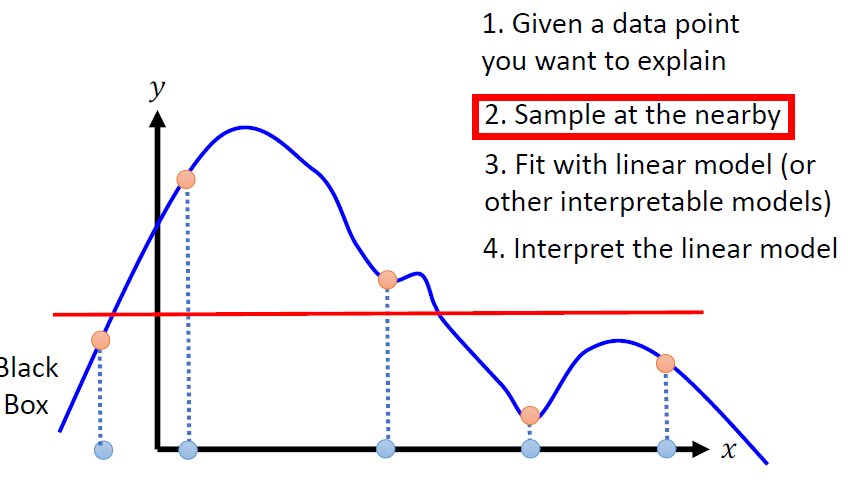 1. Given a data point
you want to explain
y
2. Sample at the nearby
3. Fit with linear model (or
other interpretable models)
4. Interpret the linear model
Black
Box
x